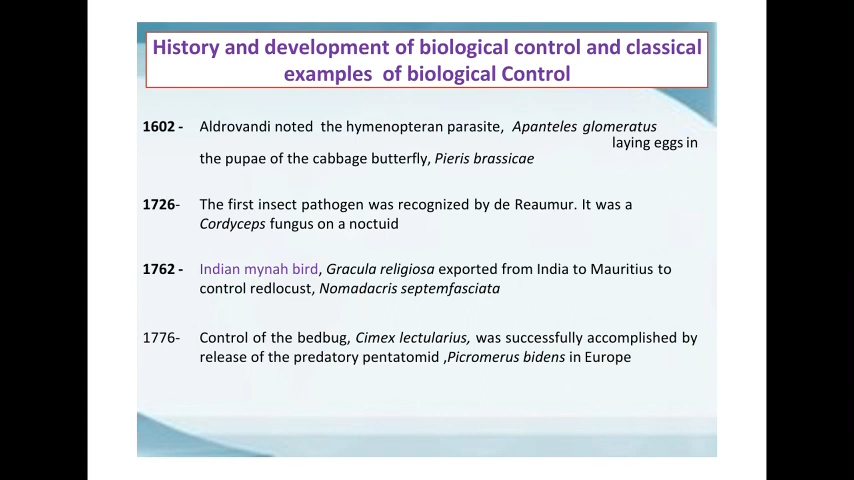 History and development of biological control and classical
examples of biological Control
1602 - Aldrovandi noted the hymenopteran parasite, Apanteles glomeratus
laying eggs in
the pupae of the cabbage butterfly, Pieris brassicae
1726- The first insect pathogen was recognized by de Reaumur. It was a
Cordyceps fungus on a noctuid
1762 - Indian mynah bird, Gracula religiosa exported from India to Mauritius to
control redlocust, Nomadacris septemfasciata
1776- Control of the bedbug, Cimex lectularius, was successfully accomplished by
release of the predatory pentatomid ,Picromerus bidens in Europe